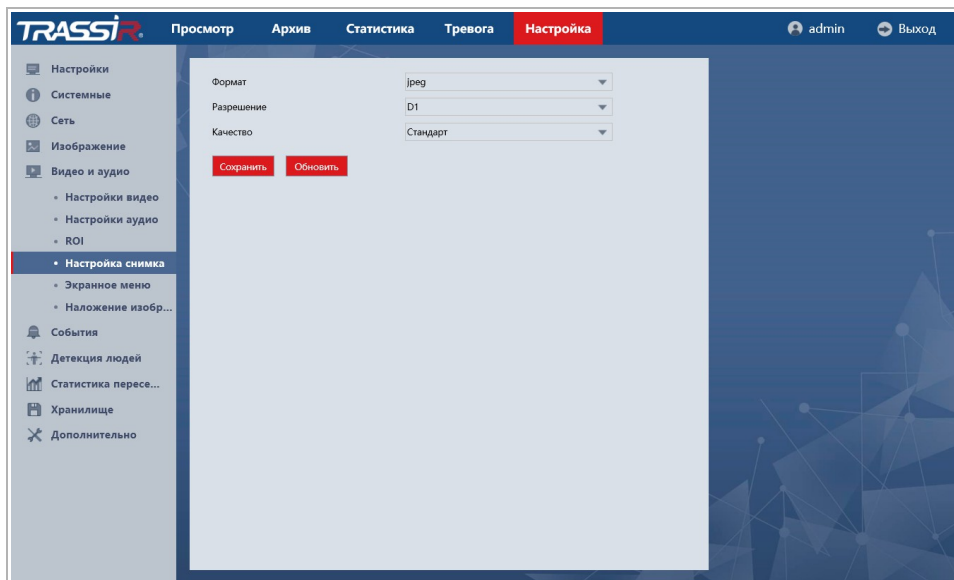 TRASSIR
Просмотр Архив Статистика Тревога Настройка admin Выход
Настройки
Системные
Сеть
Изображение
Видео и аудио
Настройки видео
Настройки аудио
ROI
Настройка снимка
Экранное меню
Наложение изобр...
События
Детекция людей
Статистика пересе...
Хранилище
Дополнительно
Формат jpeg
Разрешение D1
Качество Стандарт
Сохранить Обновить